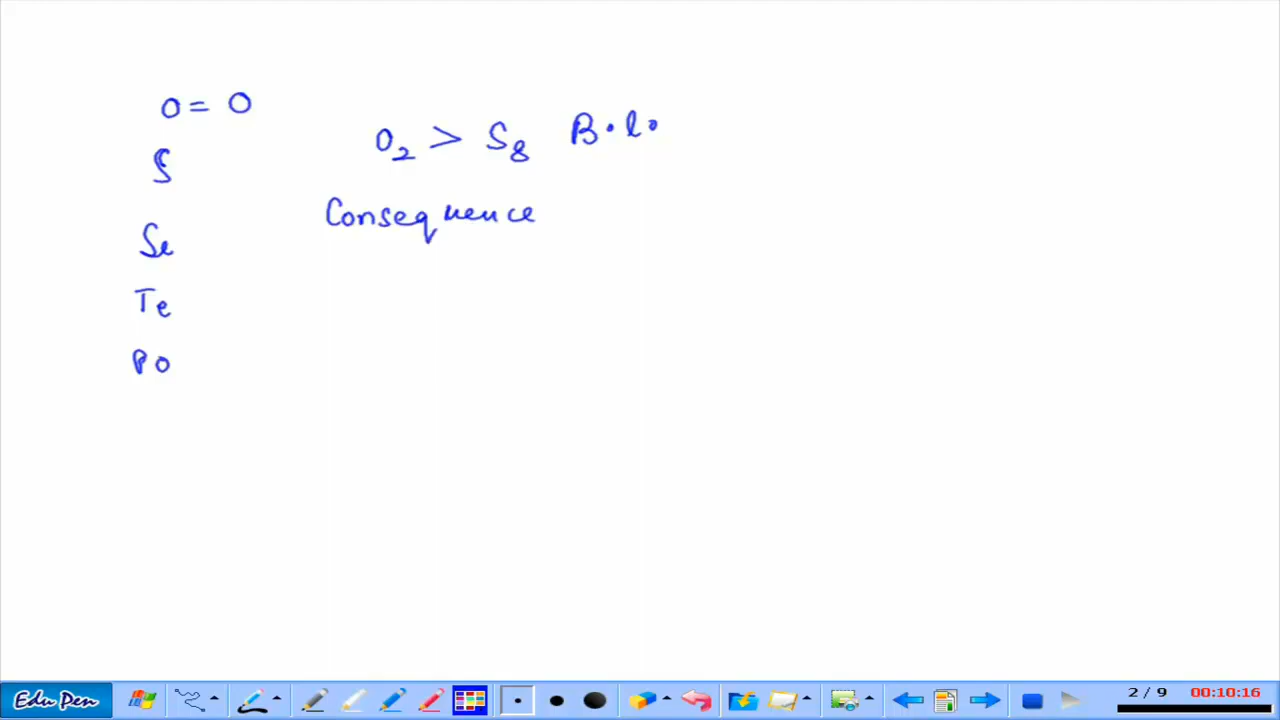 O = O
O₂ > S₈ B·l·
S
Consequence
Se
Te
Po
Edu Pen
2 / 9 00:10:16